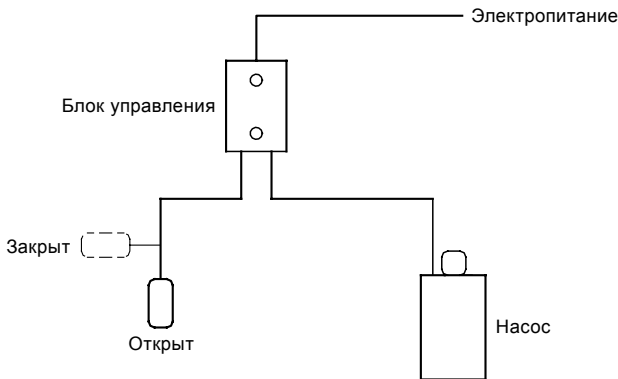 Электропитание
Блок управления
Закрыт
Открыт
Насос